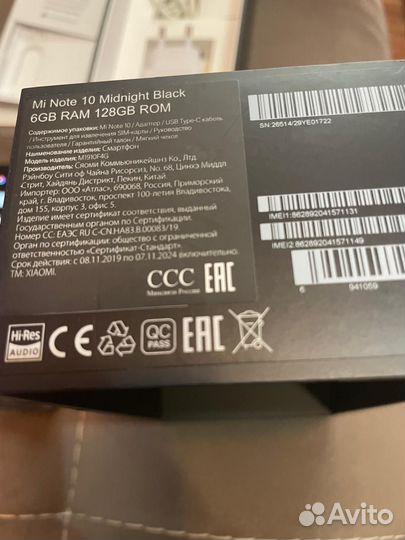 Mi Note 10 Midnight Black
6GB RAM 128GB ROM
Содержимое упаковки: Mi Note 10 / Адаптер / USB Type-C кабель
/ Инструмент для извлечения SIM-карты / Руководство
пользователя / Гарантийный талон / Мягкий чехол
Наименование изделия: Смартфон
Модель изделия: M1910F4G
Производитель: Сяоми Коммьюникейшнз Ко., Лтд
Рэйнбоу Сити оф Чайна Рисорсиз, No. 68, Цинхэ Миддл
Стрит, Хайдянь Дистрикт, Пекин, Китай
Импортер: ООО «Атлас», 690068, Россия, Приморский
край, г. Владивосток, проспект 100-летия Владивостока,
дом 155, корпус 3, офис 5.
Изделие имеет сертификат соответствия, выданный
Государственным органом по сертификации.
Номер СС: ЕАЭС RU C-CN.HA83.B.00083/19
Орган по сертификации: общество с ограниченной
ответственностью «Сертификат-Стандарт».
Срок действия: с 08.11.2019 по 07.11.2024 включительно.
TM: XIAOMI.
CCC EAC
Минсвязи России
Hi-Res
AUDIO
CE
QC
PASS
EAC
SN:26514/29YE01722
IMEI1:862892041571131
IMEI2:862892041571149
6 941059
Avito